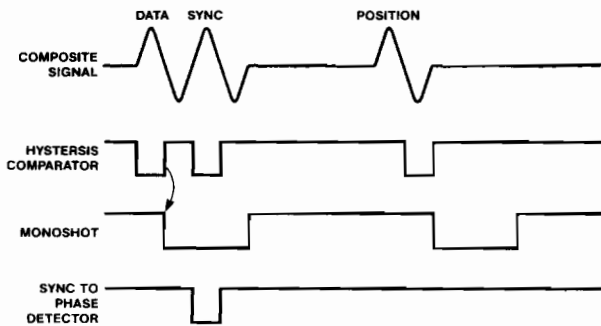 DATA SYNC POSITION
COMPOSITE
SIGNAL
HYSTERSIS
COMPARATOR
MONOSHOT
SYNC TO
PHASE
DETECTOR